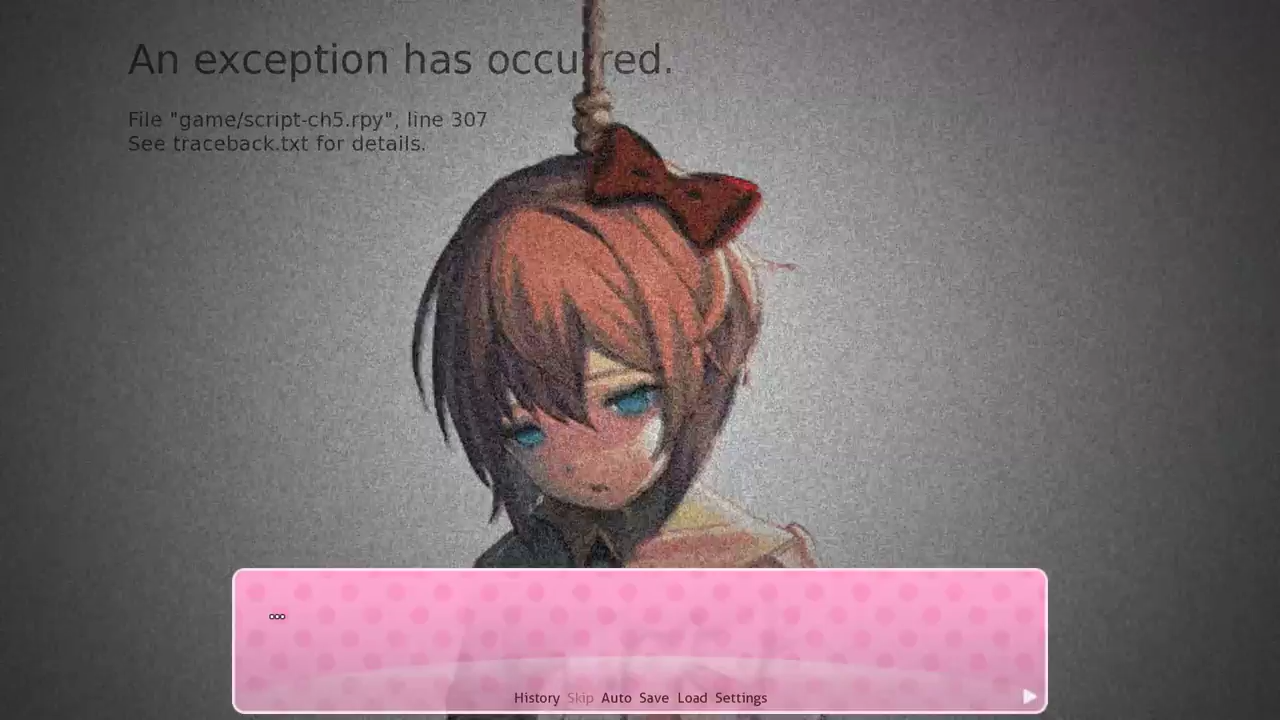 An exception has occurred.
File "game/script-ch5.rpy", line 307
See traceback.txt for details.
...
History Skip Auto Save Load Settings